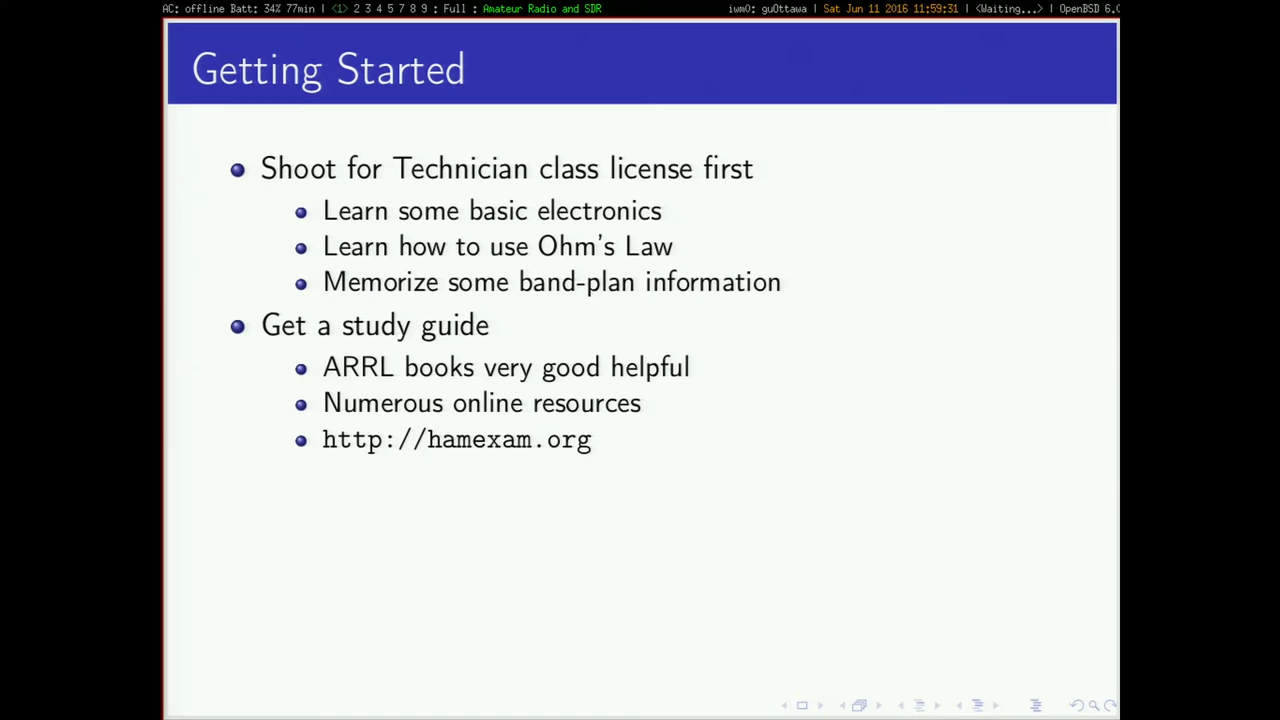 AC: offline Batt: 34% 77min | <1> 2 3 4 5 7 8 9 : Full : Amateur Radio and SDR iwm0: guOttawa | Sat Jun 11 2016 11:59:31 | <Waiting...> | OpenBSD 6.0
Getting Started
Shoot for Technician class license first
Learn some basic electronics
Learn how to use Ohm's Law
Memorize some band-plan information
Get a study guide
ARRL books very good helpful
Numerous online resources
http://hamexam.org